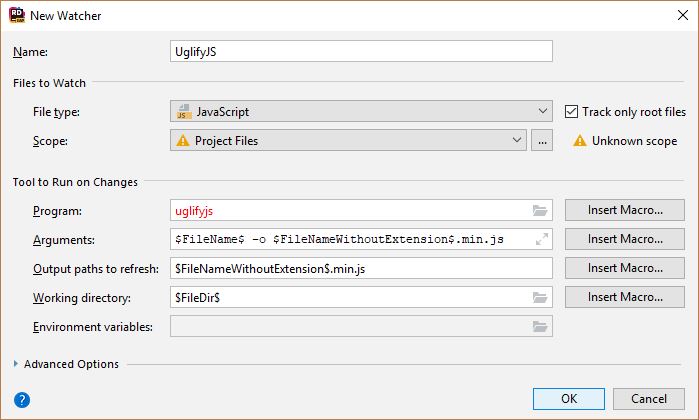 RD
New Watcher
Name:
UglifyJS
Files to Watch
File type:
JS
JavaScript
Track only root files
Scope:
Project Files
...
Unknown scope
Tool to Run on Changes
Program:
uglifyjs
Insert Macro...
Arguments:
$FileName$ -o $FileNameWithoutExtension$.min.js
Insert Macro...
Output paths to refresh:
$FileNameWithoutExtension$.min.js
Insert Macro...
Working directory:
$FileDir$
Insert Macro...
Environment variables:
Advanced Options
?
OK
Cancel